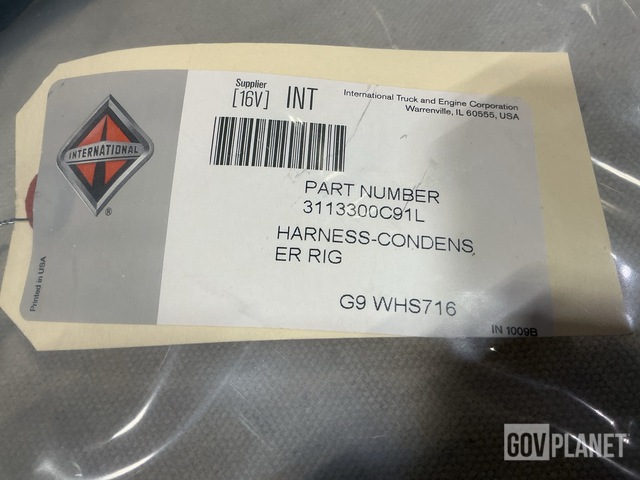 Supplier
[16V] INT
International Truck and Engine Corporation
Warrenville, IL 60555, USA
INTERNATIONAL
®
PART NUMBER
3113300C91L
HARNESS-CONDENS
ER RIG
G9 WHS716
Printed in USA
IN 1009B
GOVPLANET